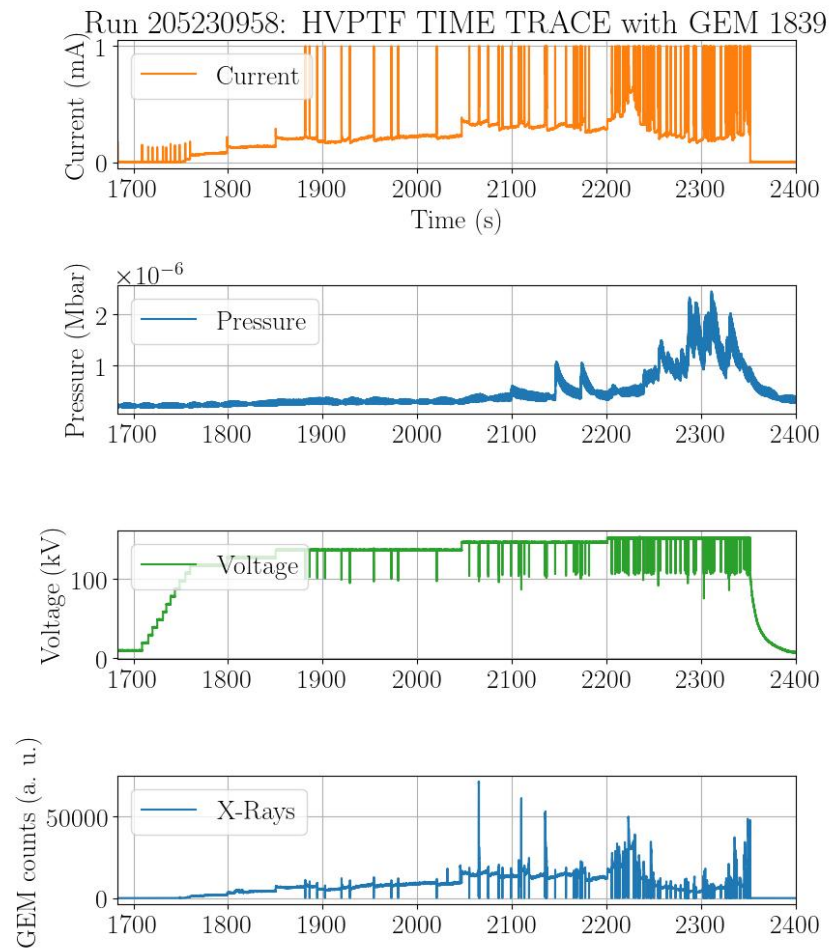 Run 205230958: HVPTF TIME TRACE with GEM 1839
Current (mA)
1
0
Current
1700 1800 1900 2000 2100 2200 2300 2400
Time (s)
×10⁻⁶
Pressure (Mbar)
2
1
Pressure
1700 1800 1900 2000 2100 2200 2300 2400
Voltage (kV)
100
0
Voltage
1700 1800 1900 2000 2100 2200 2300 2400
GEM counts (a. u.)
50000
0
X-Rays
1700 1800 1900 2000 2100 2200 2300 2400